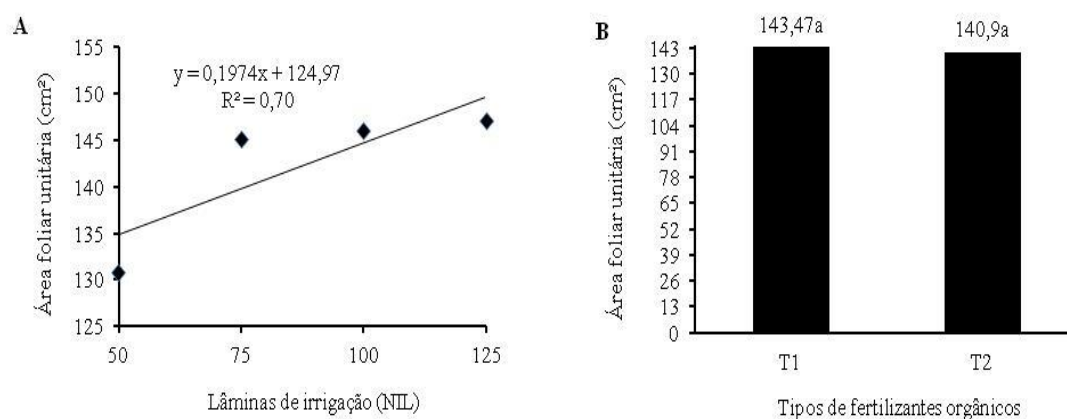 A
Área foliar unitária (cm²)
155
150
145
140
135
130
125
y = 0,1974x + 124,97
R² = 0,70
50 75 100 125
Lâminas de irrigação (NIL)
B
Área foliar unitária (cm²)
143
130
117
104
91
78
65
52
39
26
13
0
143,47a 140,9a
T1 T2
Tipos de fertilizantes orgânicos